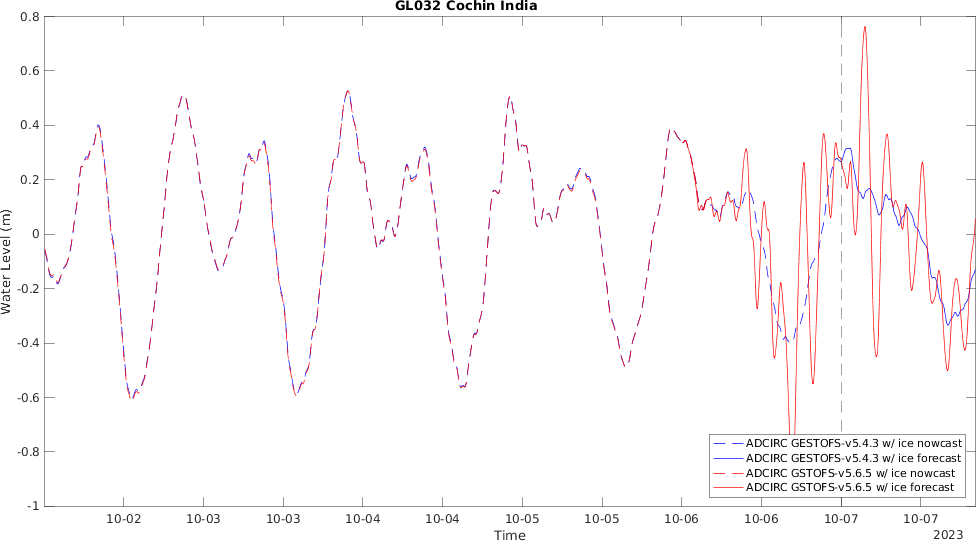 GL032 Cochin India
0.8
0.6
0.4
0.2
0
-0.2
-0.4
-0.6
-0.8
-1
Water Level (m)
ADCIRC GESTOFS-v5.4.3 w/ ice nowcast
ADCIRC GESTOFS-v5.4.3 w/ ice forecast
ADCIRC GSTOFS-v5.6.5 w/ ice nowcast
ADCIRC GSTOFS-v5.6.5 w/ ice forecast
10-02 10-03 10-03 10-04 10-04 10-05 10-05 10-06 10-06 10-07 10-07
Time
2023